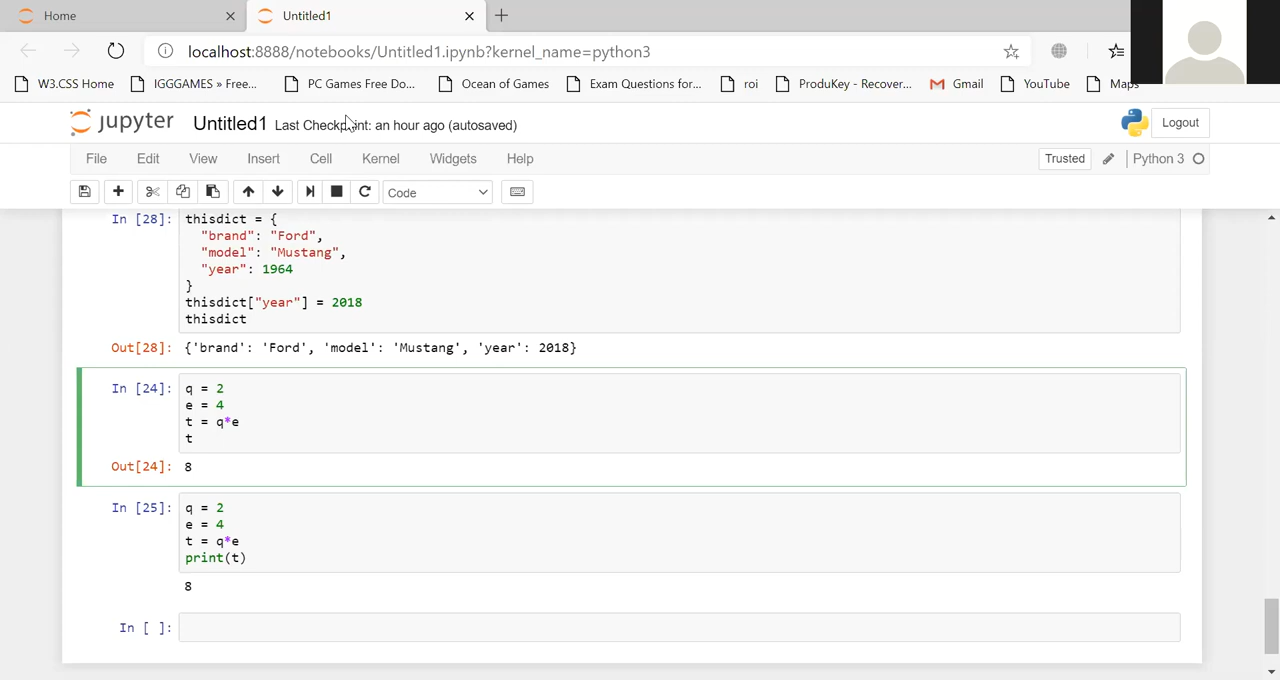 Home
Untitled1
localhost:8888/notebooks/Untitled1.ipynb?kernel_name=python3
W3.CSS Home IGGGAMES » Free... PC Games Free Do... Ocean of Games Exam Questions for... roi ProduKey - Recover... Gmail YouTube Maps
jupyter Untitled1 Last Checkpoint: an hour ago (autosaved) Logout
File Edit View Insert Cell Kernel Widgets Help Trusted Python 3
Code
In [28]: thisdict = {
"brand": "Ford",
"model": "Mustang",
"year": 1964
}
thisdict["year"] = 2018
thisdict
Out[28]: {'brand': 'Ford', 'model': 'Mustang', 'year': 2018}
In [24]: q = 2
e = 4
t = q*e
t
Out[24]: 8
In [25]: q = 2
e = 4
t = q*e
print(t)
8
In [ ]: